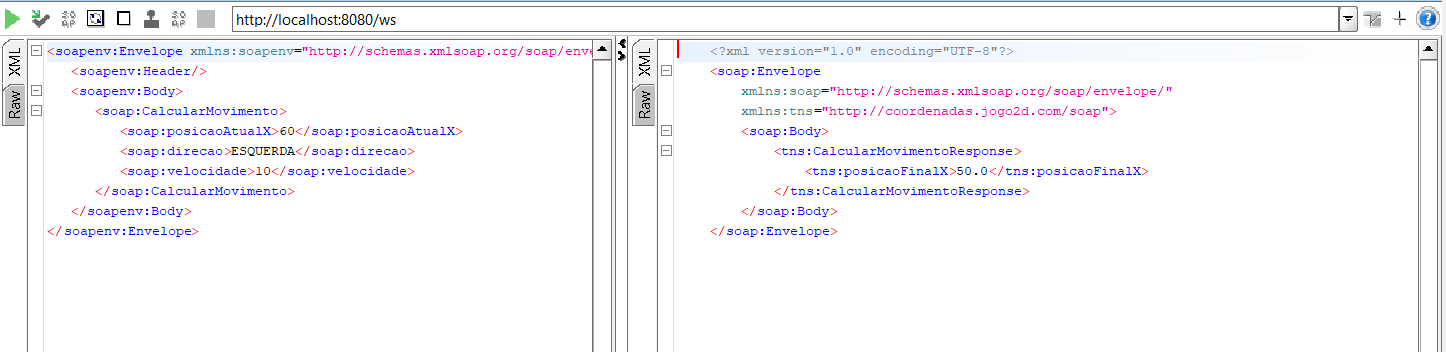 http://localhost:8080/ws
XML
Raw
<soapenv:Envelope xmlns:soapenv="http://schemas.xmlsoap.org/soap/enve
<soapenv:Header/>
<soapenv:Body>
<soap:CalcularMovimento>
<soap:posicaoAtualX>60</soap:posicaoAtualX>
<soap:direcao>ESQUERDA</soap:direcao>
<soap:velocidade>10</soap:velocidade>
</soap:CalcularMovimento>
</soapenv:Body>
</soapenv:Envelope>
XML
Raw
<?xml version="1.0" encoding="UTF-8"?>
<soap:Envelope
xmlns:soap="http://schemas.xmlsoap.org/soap/envelope/"
xmlns:tns="http://coordenadas.jogo2d.com/soap">
<soap:Body>
<tns:CalcularMovimentoResponse>
<tns:posicaoFinalX>50.0</tns:posicaoFinalX>
</tns:CalcularMovimentoResponse>
</soap:Body>
</soap:Envelope>